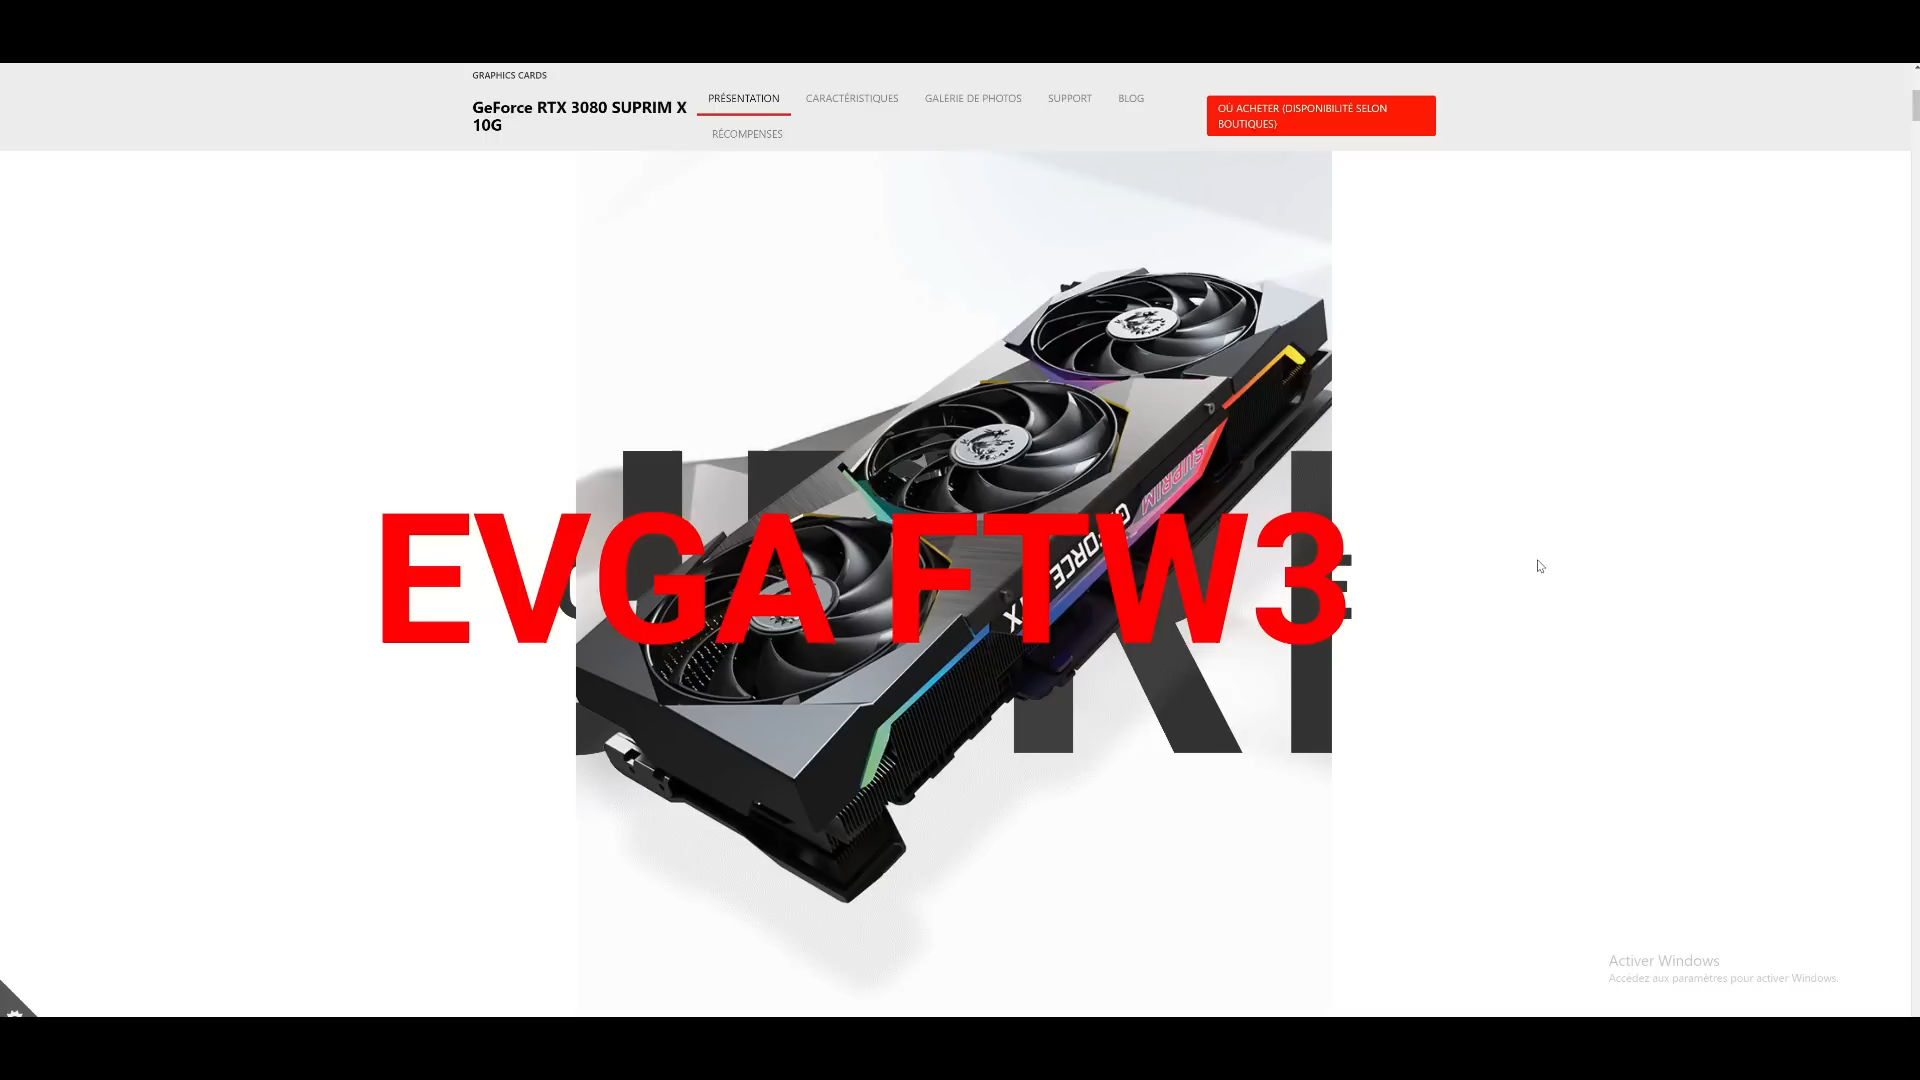 GRAPHICS CARDS
GeForce RTX 3080 SUPRIM X
10G
PRÉSENTATION
CARACTÉRISTIQUES
GALERIE DE PHOTOS
SUPPORT
BLOG
RÉCOMPENSES
OÙ ACHETER (DISPONIBILITÉ SELON
BOUTIQUES)
SUPRIM
EVGA FTW3
Activer Windows
Accédez aux paramètres pour activer Windows.